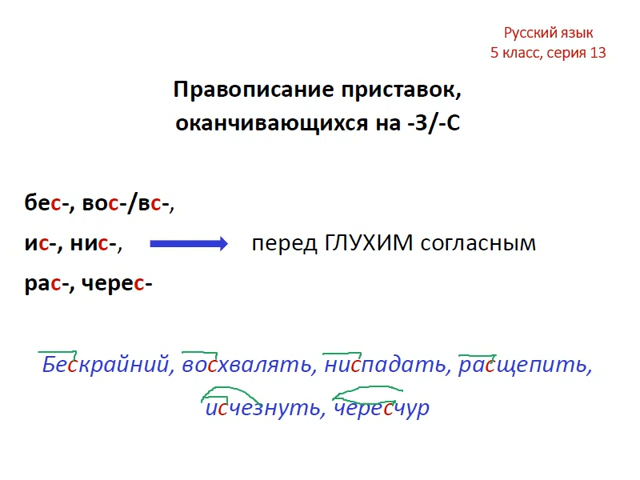 Русский язык
5 класс, серия 13
Правописание приставок,
оканчивающихся на -З/-С
бес-, вос-/вс-,
ис-, нис-, перед ГЛУХИМ согласным
рас-, черес-
Бескрайний, восхвалять, ниспадать, расщепить,
исчезнуть, чересчур